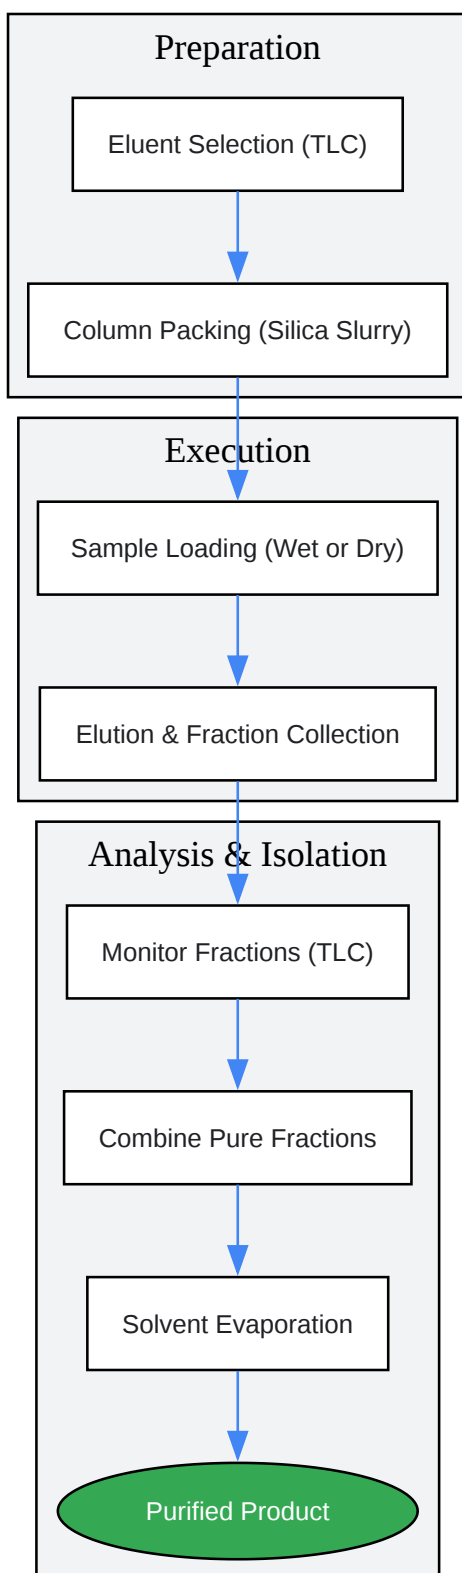 Preparation
Eluent Selection (TLC)
Column Packing (Silica Slurry)
Execution
Sample Loading (Wet or Dry)
Elution & Fraction Collection
Analysis & Isolation
Monitor Fractions (TLC)
Combine Pure Fractions
Solvent Evaporation
Purified Product